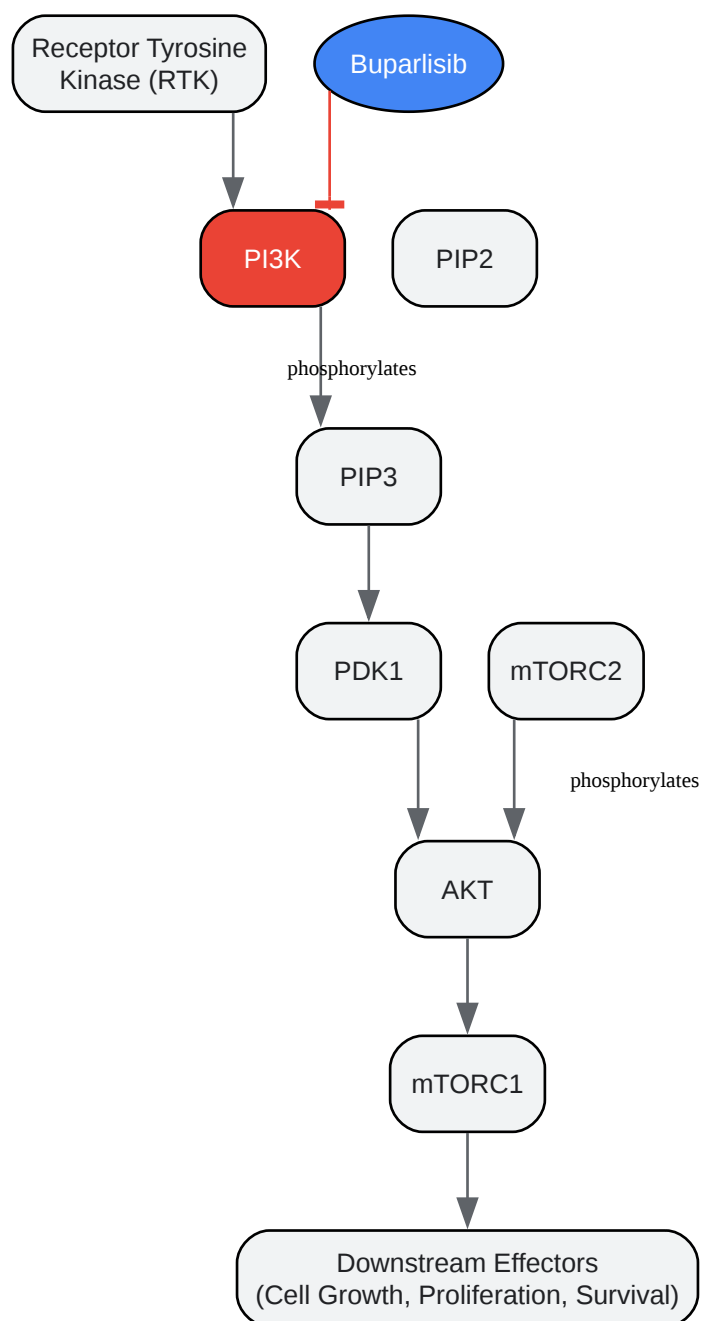 Receptor Tyrosine
Kinase (RTK)
Buparlisib
PI3K
PIP2
phosphorylates
PIP3
PDK1
mTORC2
phosphorylates
AKT
mTORC1
Downstream Effectors
(Cell Growth, Proliferation, Survival)